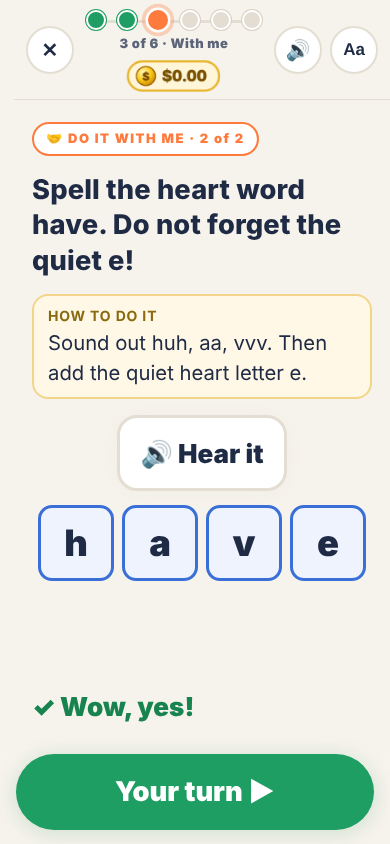 ✕
3 of 6 · With me
$ $0.00
🔊
Aa
🤝 DO IT WITH ME · 2 of 2
Spell the heart word
have. Do not forget the
quiet e!
HOW TO DO IT
Sound out huh, aa, vvv. Then
add the quiet heart letter e.
🔊 Hear it
h a v e
✓ Wow, yes!
Your turn ▶